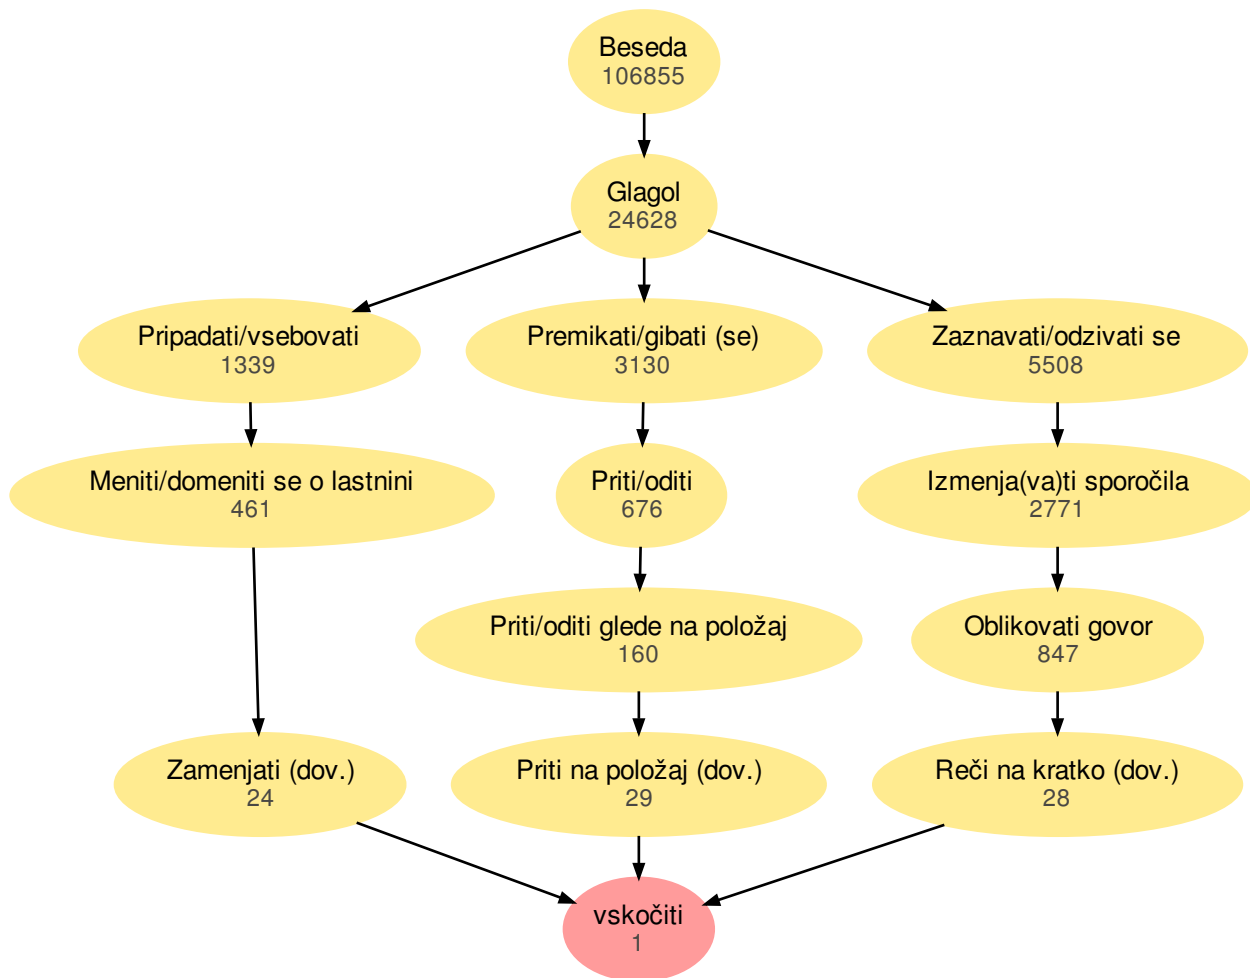 Beseda
106855
Glagol
24628
Pripadati/vsebovati
1339
Premikati/gibati (se)
3130
Zaznavati/odzivati se
5508
Meniti/domeniti se o lastnini
461
Priti/oditi
676
Izmenja(va)ti sporočila
2771
Priti/oditi glede na položaj
160
Oblikovati govor
847
Zamenjati (dov.)
24
Priti na položaj (dov.)
29
Reči na kratko (dov.)
28
vskočiti
1